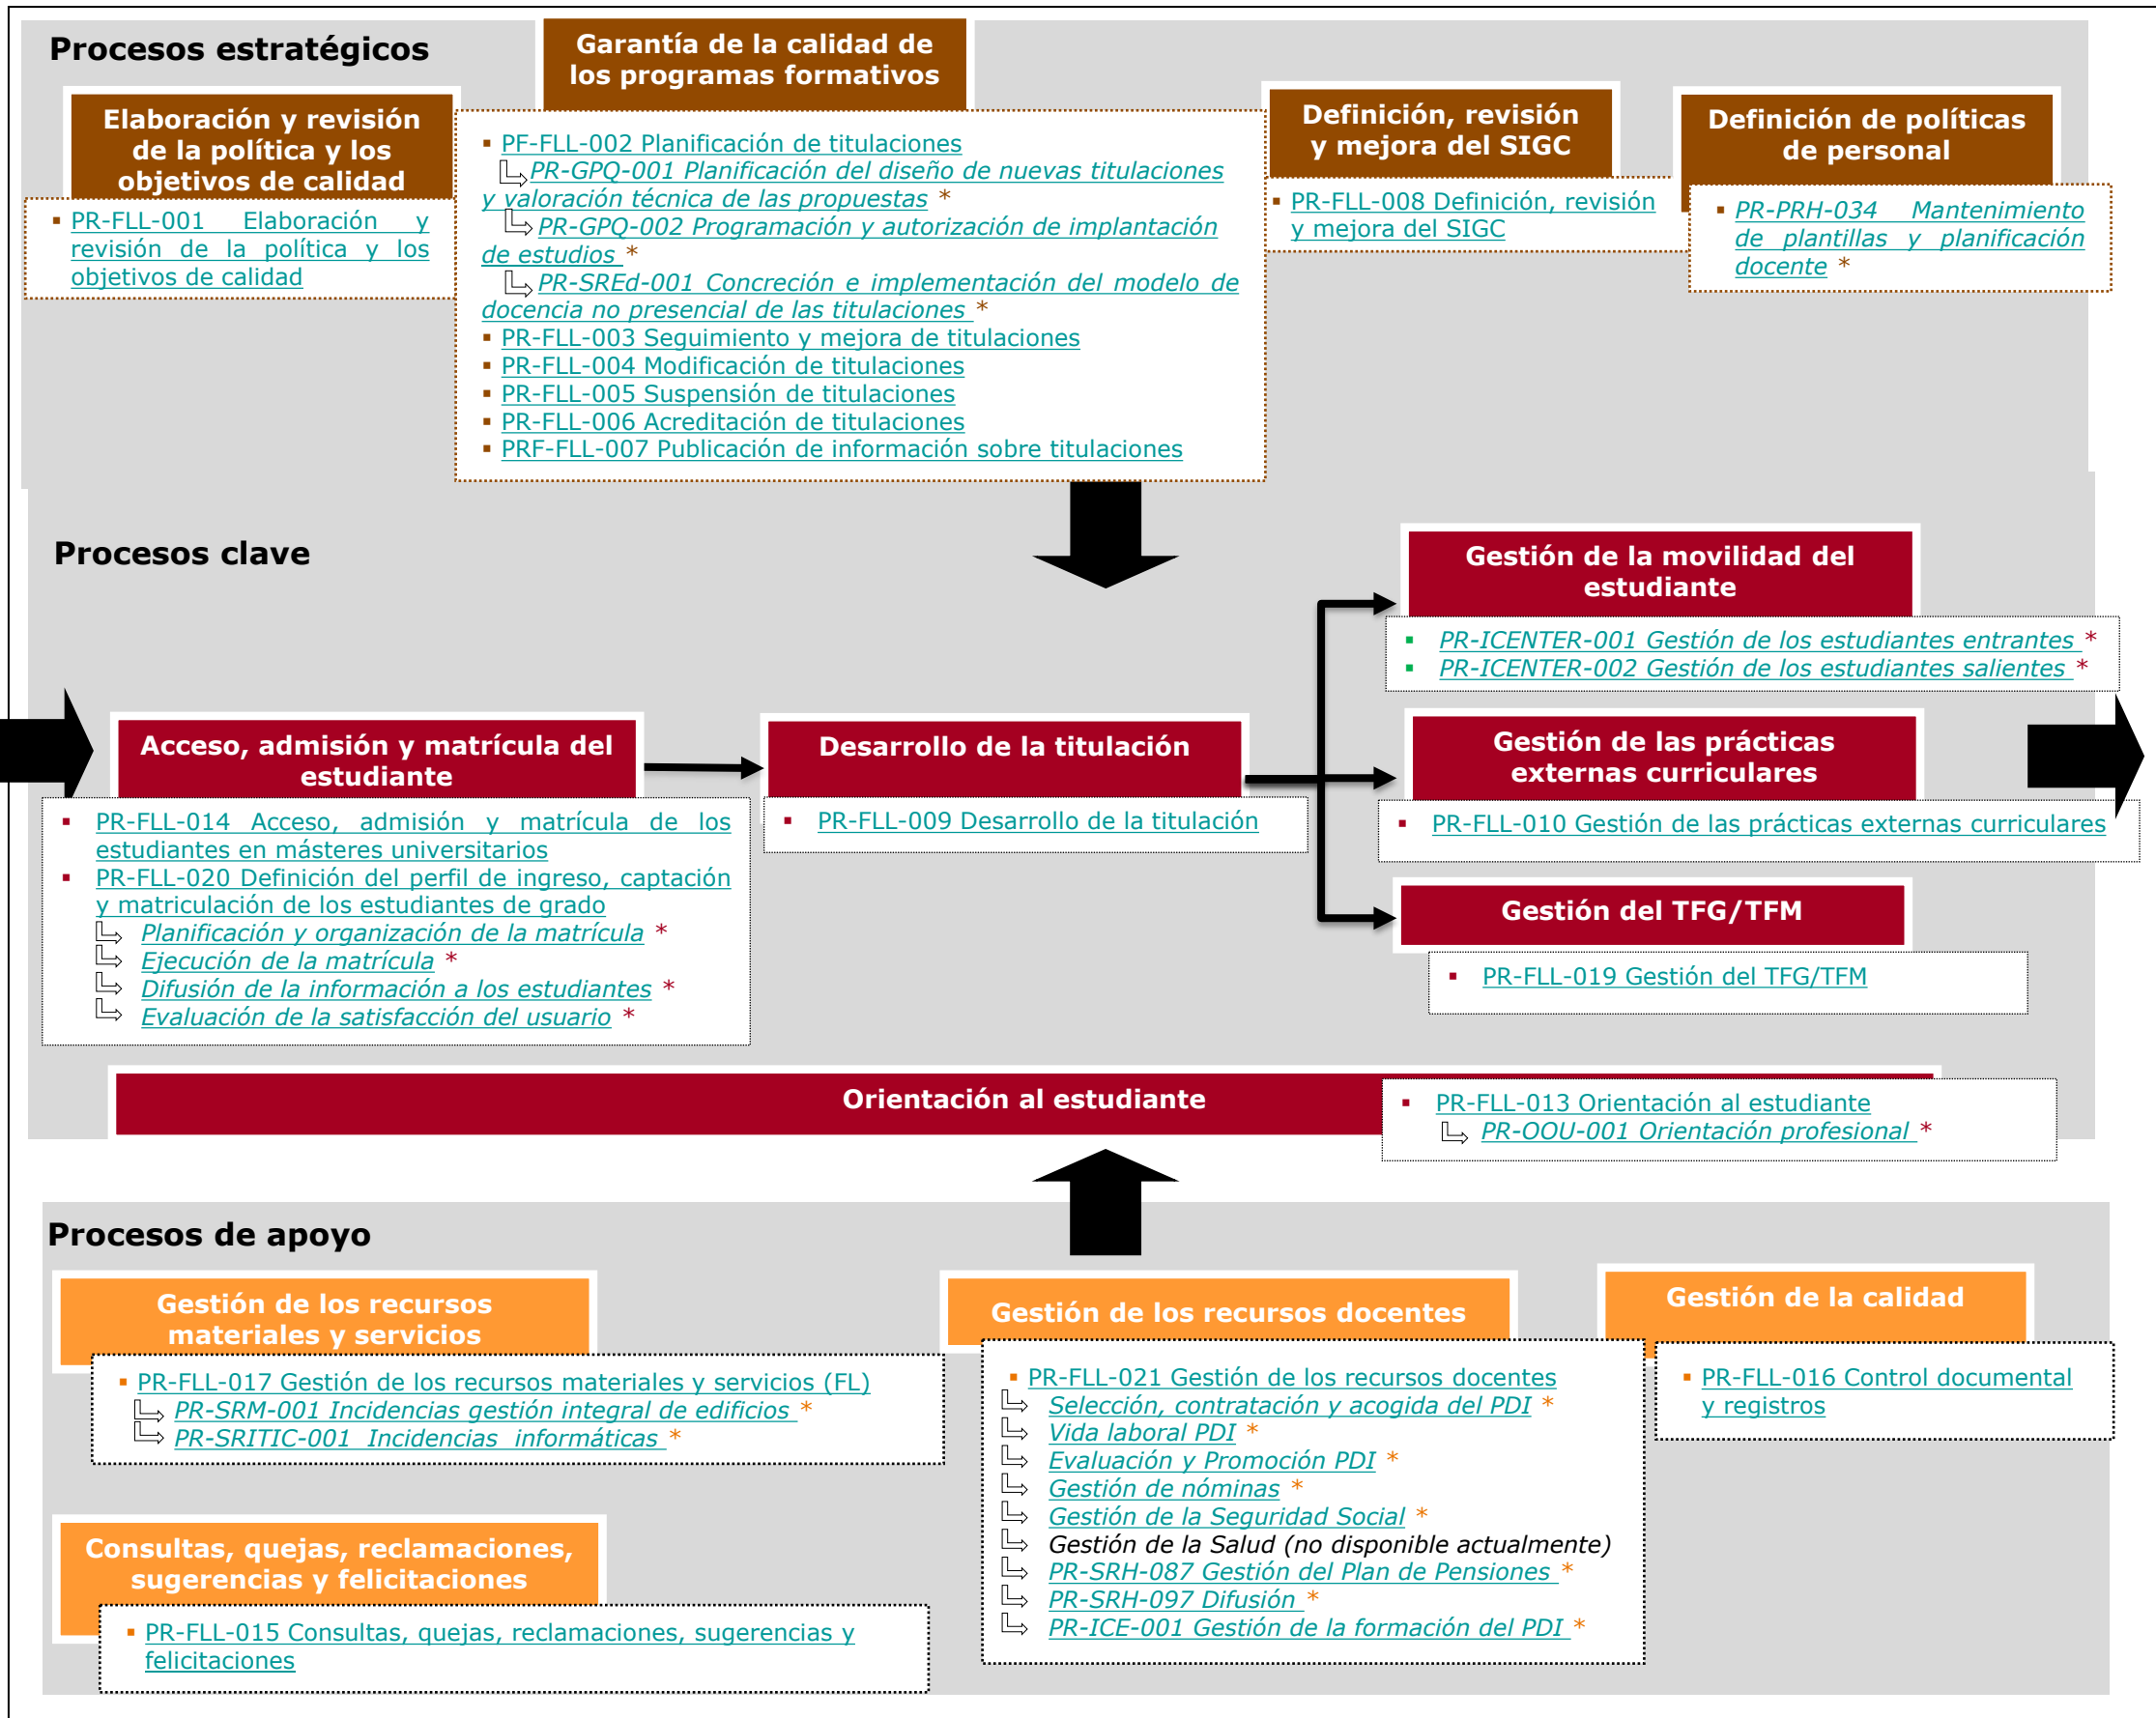 Procesos estratégicos
Elaboración y revisión
de la política y los
objetivos de calidad
▪ PR-FLL-001 Elaboración y
revisión de la política y los
objetivos de calidad
Garantía de la calidad de
los programas formativos
▪ PF-FLL-002 Planificación de titulaciones
PR-GPQ-001 Planificación del diseño de nuevas titulaciones
y valoración técnica de las propuestas *
PR-GPQ-002 Programación y autorización de implantación
de estudios *
PR-SREd-001 Concreción e implementación del modelo de
docencia no presencial de las titulaciones *
▪ PR-FLL-003 Seguimiento y mejora de titulaciones
▪ PR-FLL-004 Modificación de titulaciones
▪ PR-FLL-005 Suspensión de titulaciones
▪ PR-FLL-006 Acreditación de titulaciones
▪ PRF-FLL-007 Publicación de información sobre titulaciones
Definición, revisión
y mejora del SIGC
▪ PR-FLL-008 Definición, revisión
y mejora del SIGC
Definición de políticas
de personal
▪ PR-PRH-034 Mantenimiento
de plantillas y planificación
docente *
Procesos clave
Acceso, admisión y matrícula del
estudiante
▪ PR-FLL-014 Acceso, admisión y matrícula de los
estudiantes en másteres universitarios
▪ PR-FLL-020 Definición del perfil de ingreso, captación
y matriculación de los estudiantes de grado
Planificación y organización de la matrícula *
Ejecución de la matrícula *
Difusión de la información a los estudiantes *
Evaluación de la satisfacción del usuario *
Desarrollo de la titulación
▪ PR-FLL-009 Desarrollo de la titulación
Gestión de la movilidad del
estudiante
▪ PR-ICENTER-001 Gestión de los estudiantes entrantes *
▪ PR-ICENTER-002 Gestión de los estudiantes salientes *
Gestión de las prácticas
externas curriculares
▪ PR-FLL-010 Gestión de las prácticas externas curriculares
Gestión del TFG/TFM
▪ PR-FLL-019 Gestión del TFG/TFM
Orientación al estudiante
▪ PR-FLL-013 Orientación al estudiante
PR-OOU-001 Orientación profesional *
Procesos de apoyo
Gestión de los recursos
materiales y servicios
▪ PR-FLL-017 Gestión de los recursos materiales y servicios (FL)
PR-SRM-001 Incidencias gestión integral de edificios *
PR-SRITIC-001 Incidencias informáticas *
Consultas, quejas, reclamaciones,
sugerencias y felicitaciones
▪ PR-FLL-015 Consultas, quejas, reclamaciones, sugerencias y
felicitaciones
Gestión de los recursos docentes
▪ PR-FLL-021 Gestión de los recursos docentes
Selección, contratación y acogida del PDI *
Vida laboral PDI *
Evaluación y Promoción PDI *
Gestión de nóminas *
Gestión de la Seguridad Social *
Gestión de la Salud (no disponible actualmente)
PR-SRH-087 Gestión del Plan de Pensiones *
PR-SRH-097 Difusión *
PR-ICE-001 Gestión de la formación del PDI *
Gestión de la calidad
▪ PR-FLL-016 Control documental
y registros